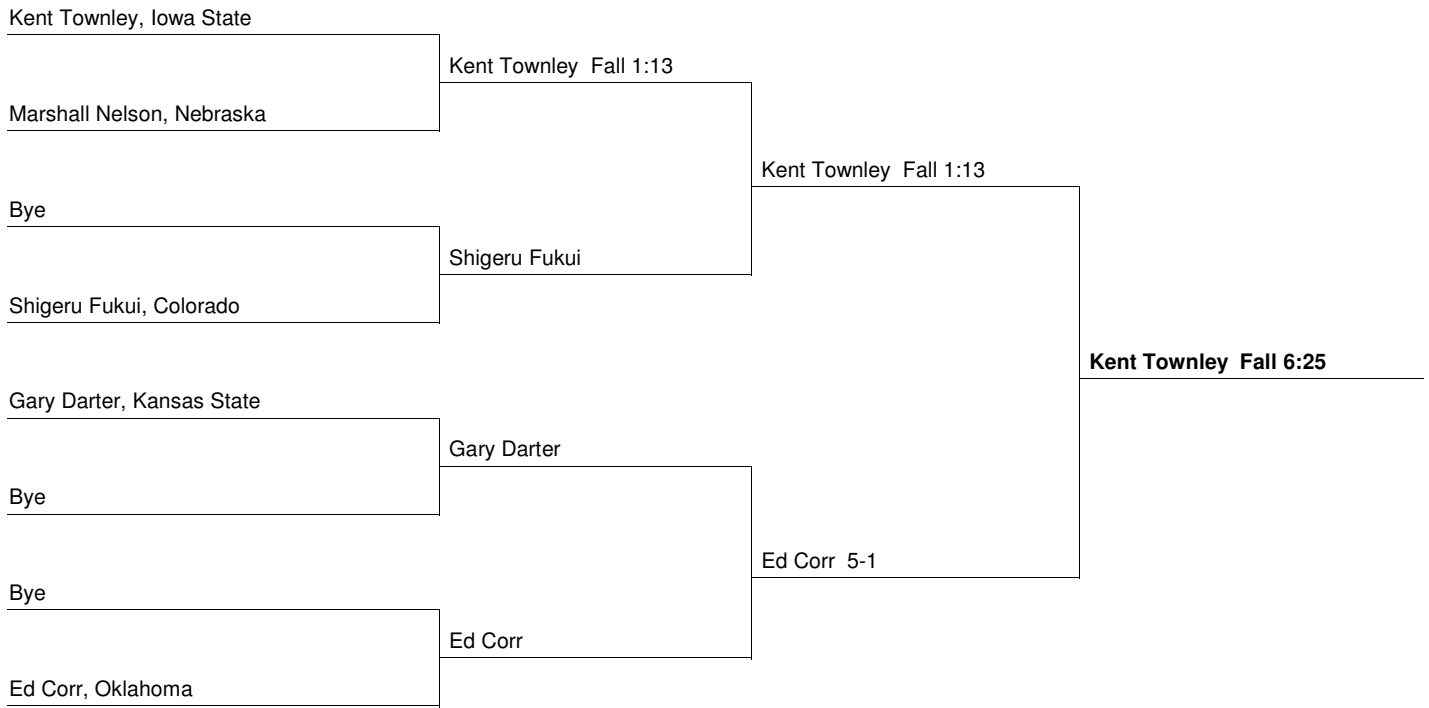 Kent Townley, Iowa State
Kent Townley Fall 1:13
Marshall Nelson, Nebraska
Kent Townley Fall 1:13
Bye
Shigeru Fukui
Shigeru Fukui, Colorado
Kent Townley Fall 6:25
Gary Darter, Kansas State
Gary Darter
Bye
Ed Corr 5-1
Bye
Ed Corr
Ed Corr, Oklahoma